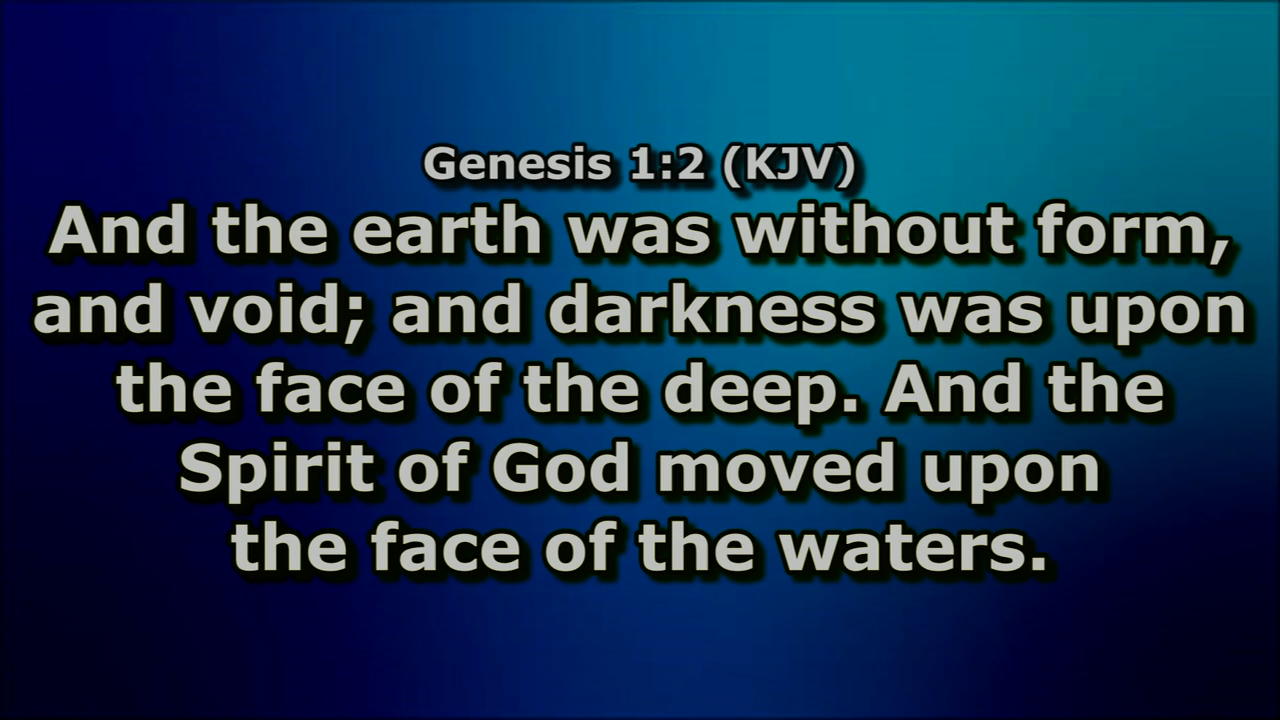 Genesis 1:2 (KJV)
And the earth was without form,
and void; and darkness was upon
the face of the deep. And the
Spirit of God moved upon
the face of the waters.